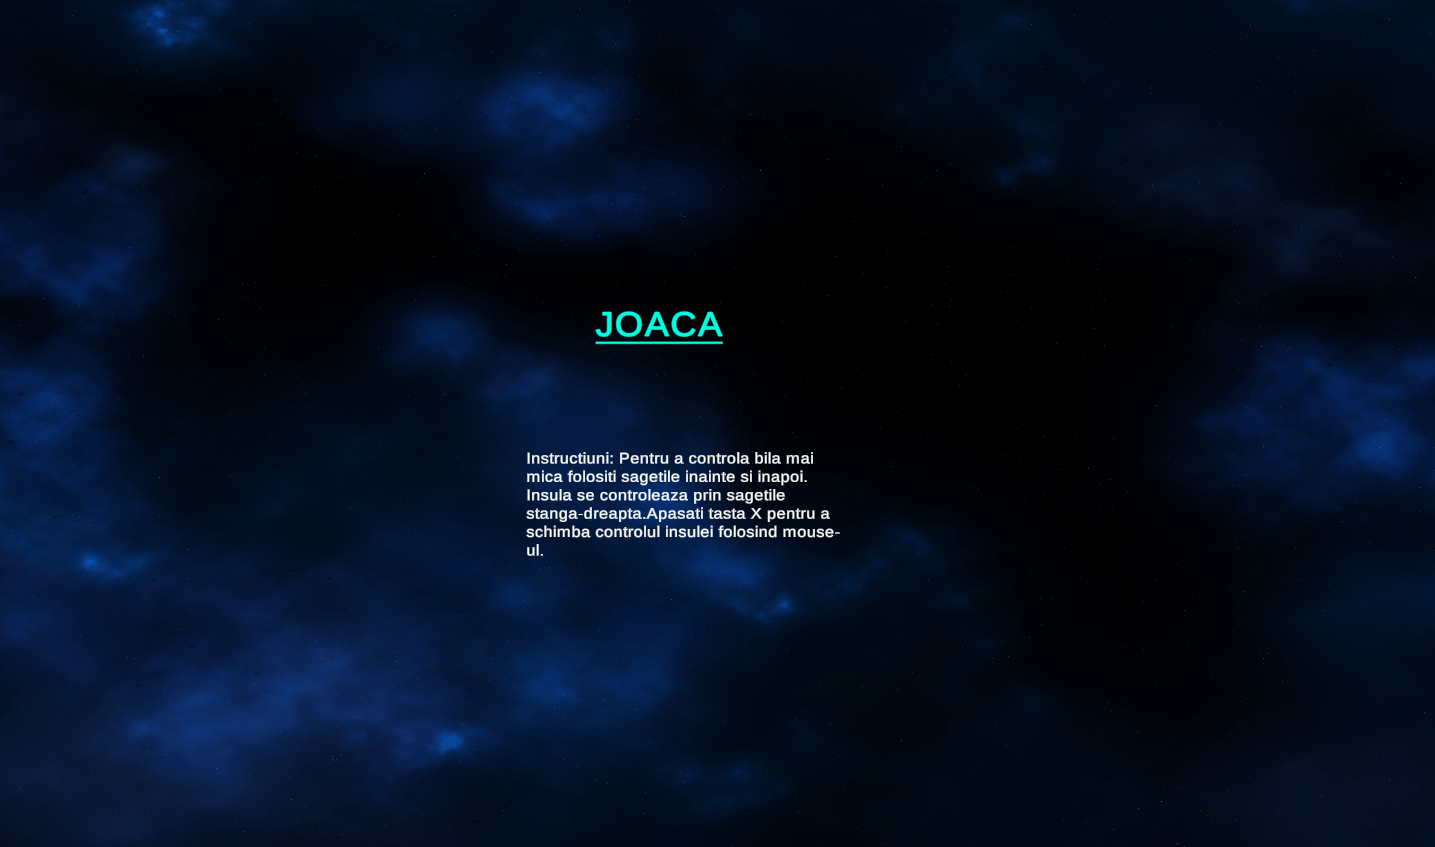 JOACA
Instructiuni: Pentru a controla bila mai
mica folositi sagetile inainte si inapoi.
Insula se controleaza prin sagetile
stanga-dreapta.Apasati tasta X pentru a
schimba controlul insulei folosind mouse-
ul.